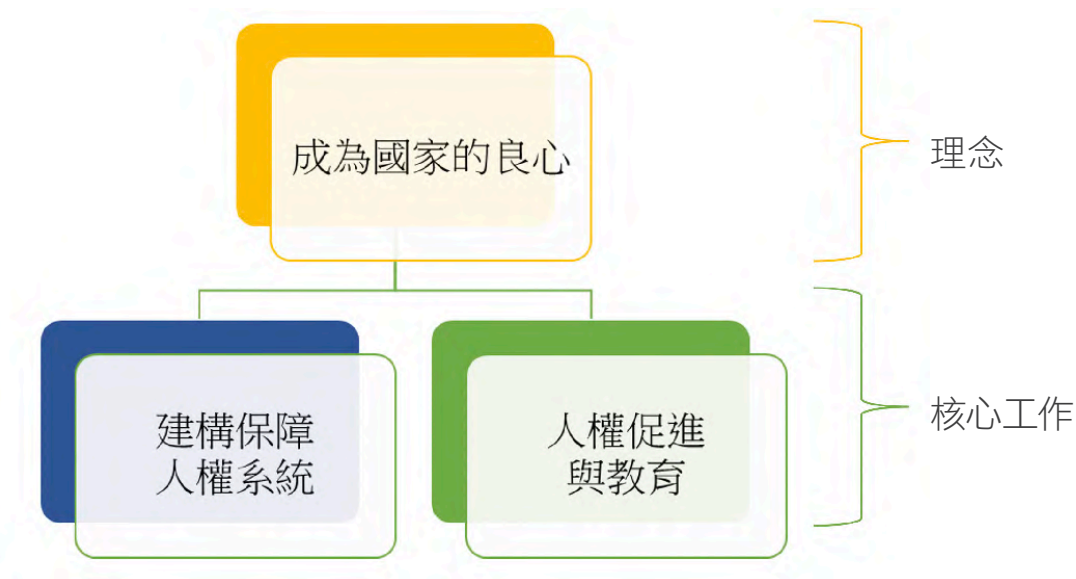 成為國家的良心
理念
建構保障
人權系統
人權促進
與教育
核心工作